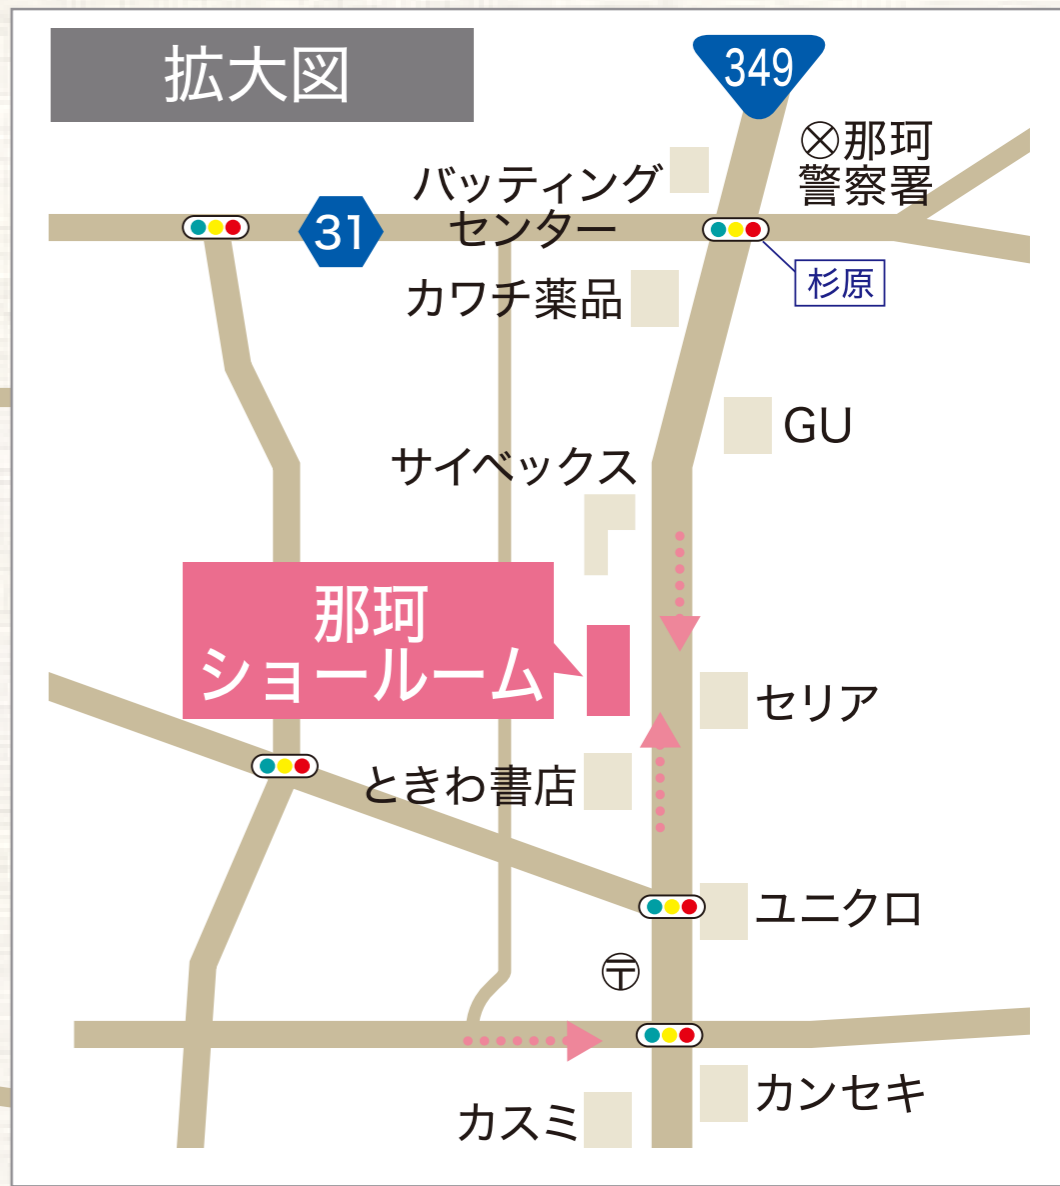 拡大図
349
那珂
警察署
バッティング
センター
31
杉原
カワチ薬品
GU
サイベックス
那珂
ショールーム
セリア
ときわ書店
ユニクロ
〒
カンセキ
カスミ